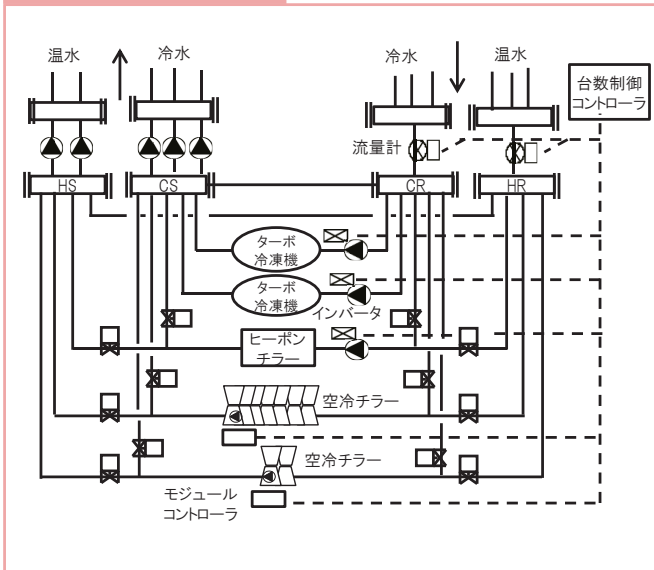 温水
冷水
冷水
温水
台数制御
コントローラ
流量計
HS
CS
CR
HR
ターボ
冷凍機
ターボ
冷凍機
インバータ
ヒーポン
チラー
空冷チラー
空冷チラー
モジュール
コントローラ